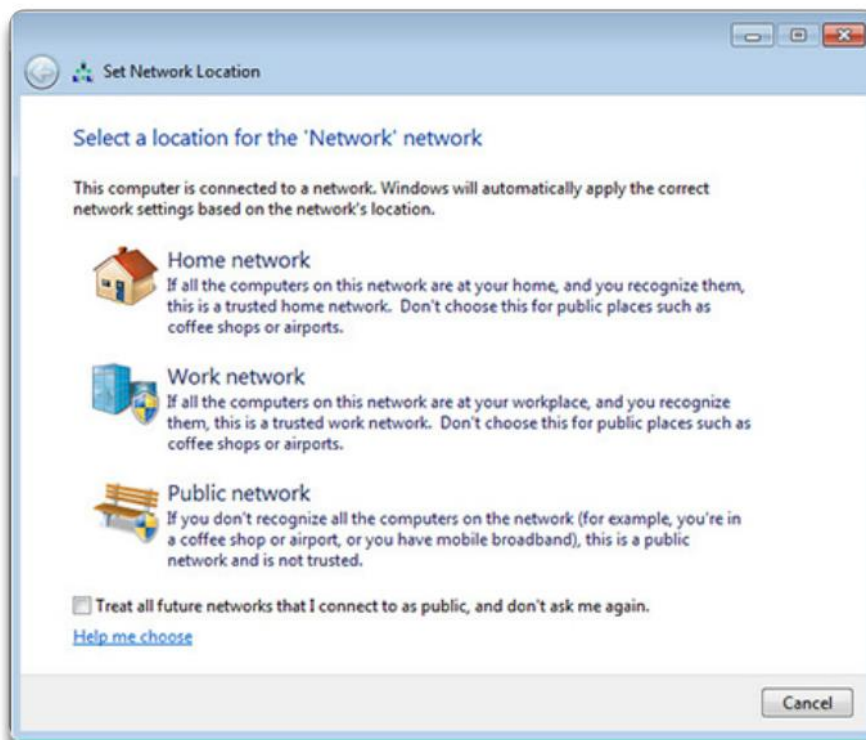 Set Network Location
Select a location for the 'Network' network
This computer is connected to a network. Windows will automatically apply the correct
network settings based on the network's location.
Home network
If all the computers on this network are at your home, and you recognize them,
this is a trusted home network. Don't choose this for public places such as
coffee shops or airports.
Work network
If all the computers on this network are at your workplace, and you recognize
them, this is a trusted work network. Don't choose this for public places such as
coffee shops or airports.
Public network
If you don't recognize all the computers on the network (for example, you're in
a coffee shop or airport, or you have mobile broadband), this is a public
network and is not trusted.
Treat all future networks that I connect to as public, and don't ask me again.
Help me choose
Cancel